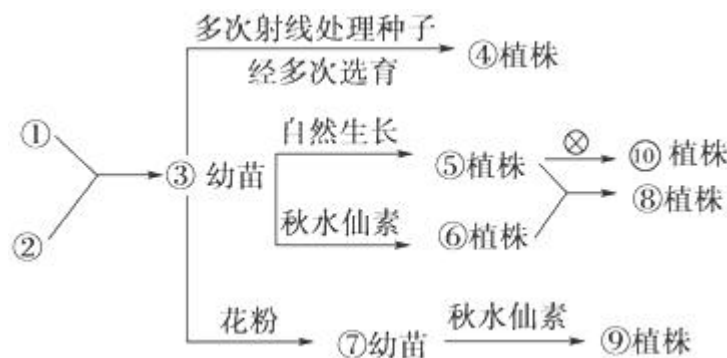 多次射线处理种子
经多次选育
④植株
①
②
③ 幼苗
自然生长
⑤植株
⊗
⑩ 植株
⑧植株
秋水仙素
⑥植株
花粉
⑦幼苗
秋水仙素
⑨植株